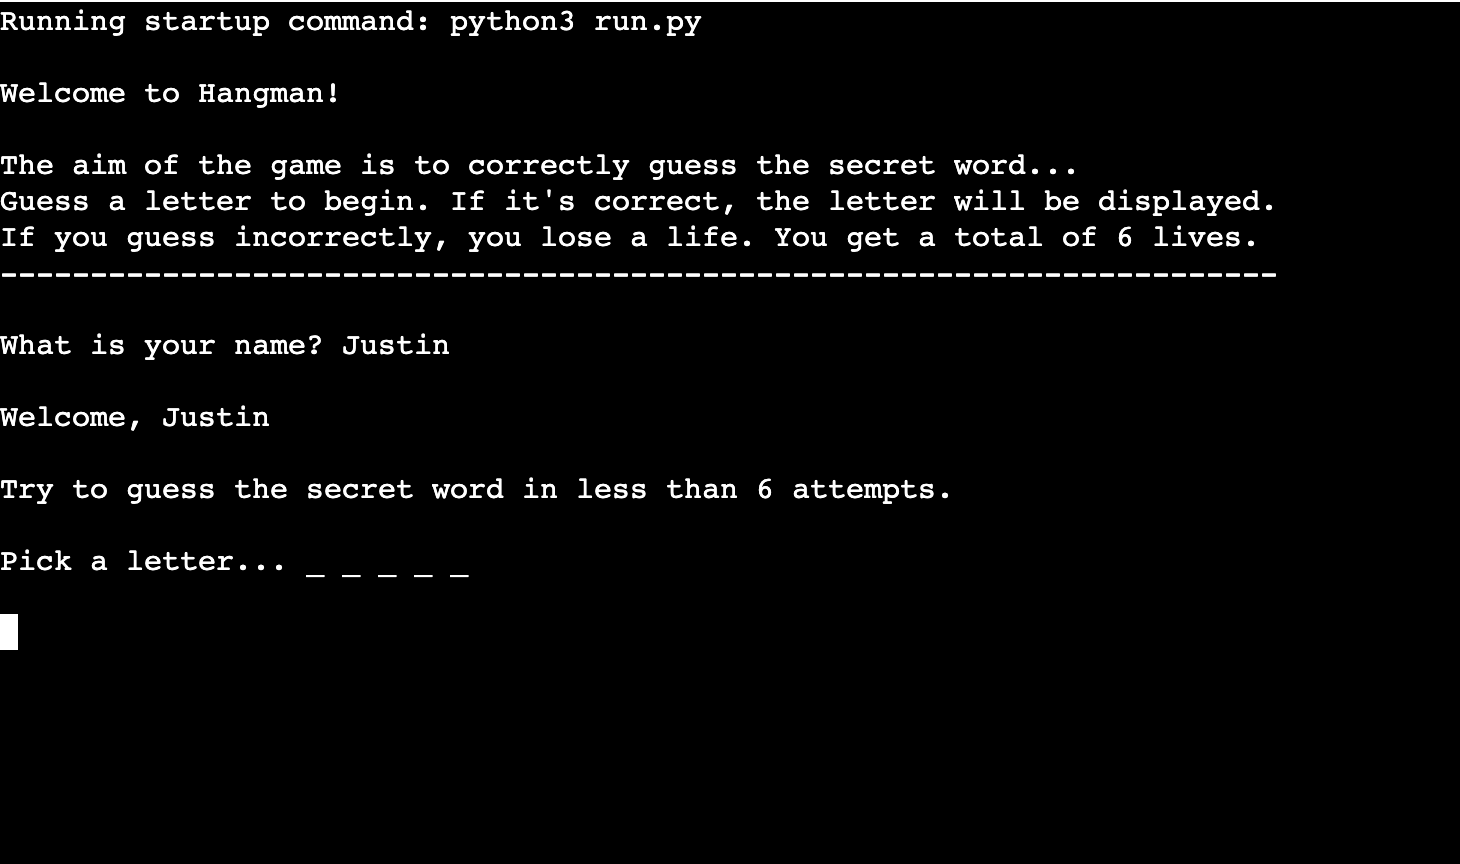 Running startup command: python3 run.py
Welcome to Hangman!
The aim of the game is to correctly guess the secret word...
Guess a letter to begin. If it's correct, the letter will be displayed.
If you guess incorrectly, you lose a life. You get a total of 6 lives.
-----------------------------------------------------------------------
What is your name? Justin
Welcome, Justin
Try to guess the secret word in less than 6 attempts.
Pick a letter... _ _ _ _ _